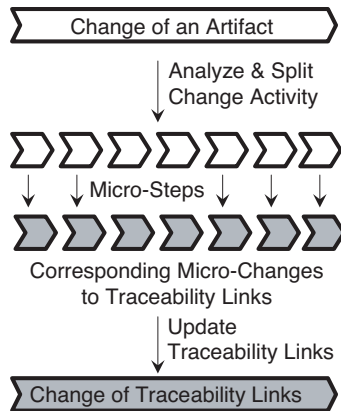 Change of an Artifact
Analyze & Split
Change Activity
Micro-Steps
Corresponding Micro-Changes
to Traceability Links
Update
Traceability Links
Change of Traceability Links